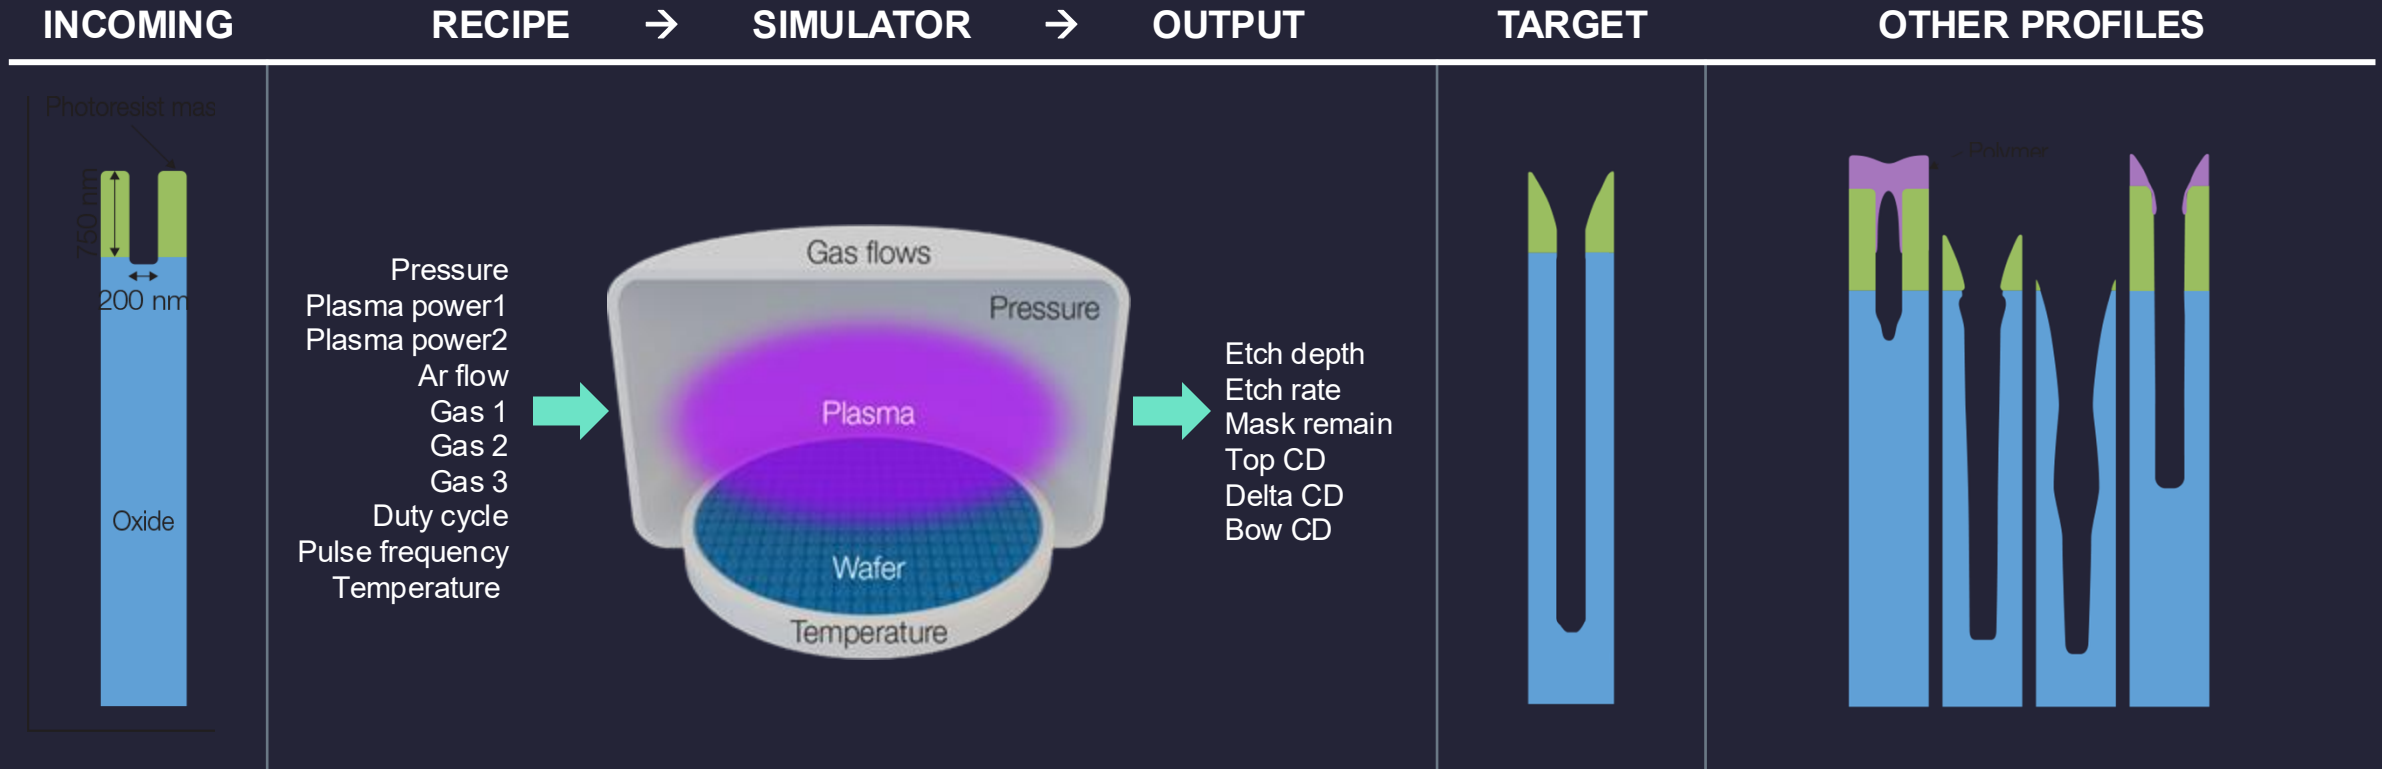 INCOMING
RECIPE → SIMULATOR → OUTPUT
TARGET
OTHER PROFILES
Photoresist mas
750 nm
200 nm
Oxide
Pressure
Plasma power1
Plasma power2
Ar flow
Gas 1
Gas 2
Gas 3
Duty cycle
Pulse frequency
Temperature
Gas flows
Pressure
Plasma
Wafer
Temperature
Etch depth
Etch rate
Mask remain
Top CD
Delta CD
Bow CD
Polymer